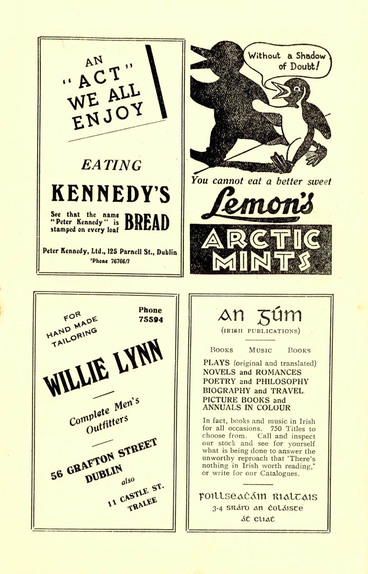 AN
"ACT"
WE ALL
ENJOY
EATING
KENNEDY'S
See that the name
"Peter Kennedy" is
stamped on every loaf
BREAD
Peter Kennedy, Ltd., 125 Parnell St., Dublin
'Phone 76766/7
Without a Shadow
of Doubt!
You cannot eat a better sweet
Lemon's
ARCTIC
MINTS
Phone
75594
FOR
HAND MADE
TAILORING
WILLIE LYNN
Complete Men's
Outfitters
56 GRAFTON STREET
DUBLIN
also
11 CASTLE ST.
TRALEE
An Gúm
(IRISH PUBLICATIONS)
Books Music Books
PLAYS (original and translated)
NOVELS and ROMANCES
POETRY and PHILOSOPHY
BIOGRAPHY and TRAVEL
PICTURE BOOKS and
ANNUALS IN COLOUR
In fact, books and music in Irish
for all occasions. 750 Titles to
choose from. Call and inspect
our stock and see for yourself
what is being done to answer the
unworthy reproach that "There's
nothing in Irish worth reading,"
or write for our Catalogues.
Foillseacháin Rialtais
3-4 Sráid an Coláiste
Át Cliat